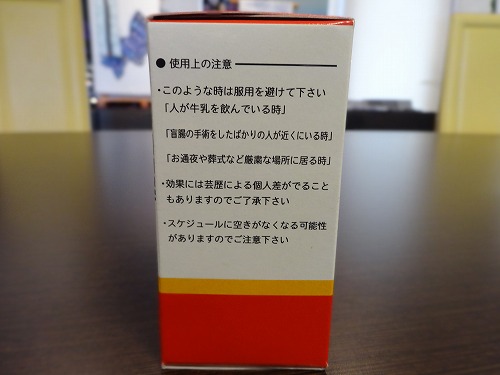 ● 使用上の注意
・このような時は服用を避けて下さい
「人が牛乳を飲んでいる時」
「盲腸の手術をしたばかりの人が近くにいる時」
「お通夜や葬式など厳粛な場所に居る時」
・効果には芸歴による個人差がでること
もありますのでご了承下さい
・スケジュールに空きがなくなる可能性
がありますのでご注意下さい